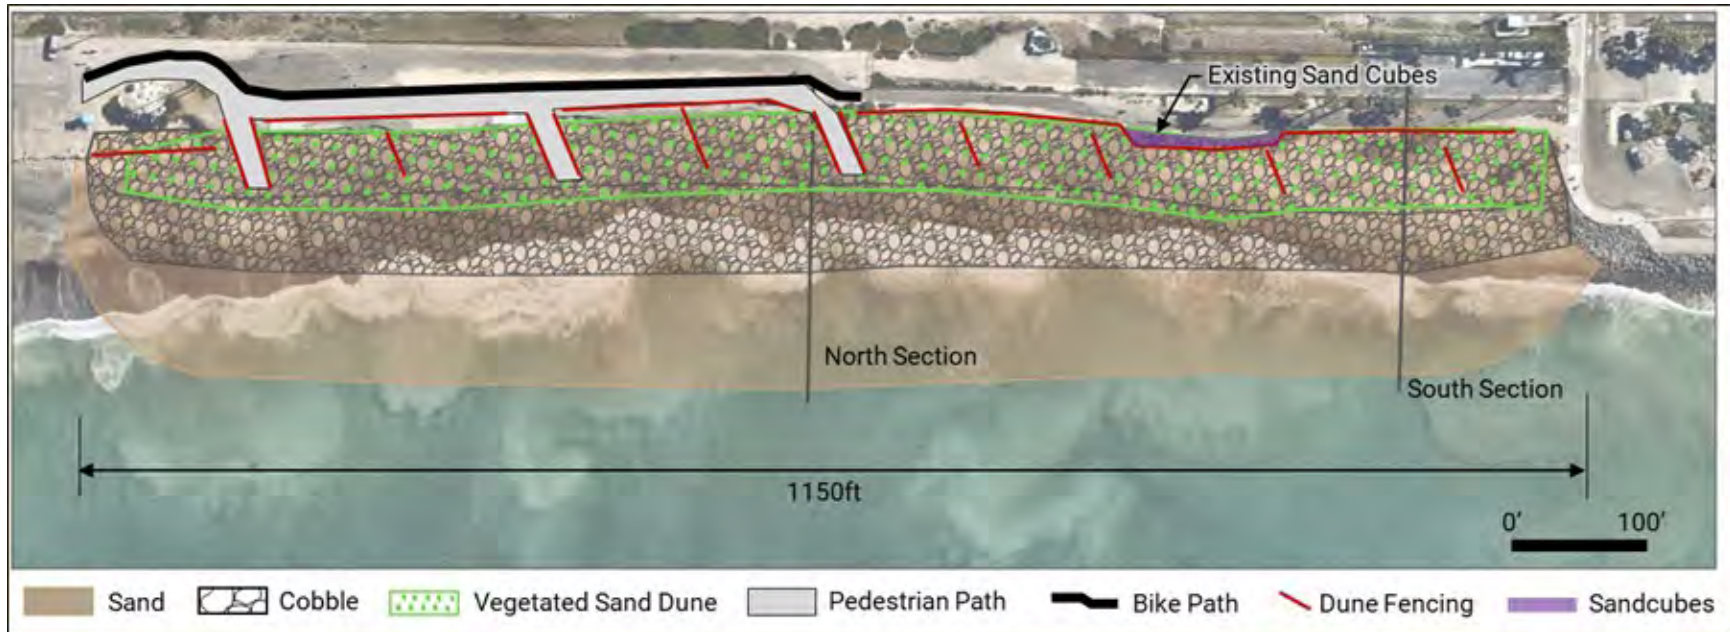 Existing Sand Cubes
North Section
South Section
1150ft
0’ 100’
Sand Cobble Vegetated Sand Dune Pedestrian Path Bike Path Dune Fencing Sandcubes